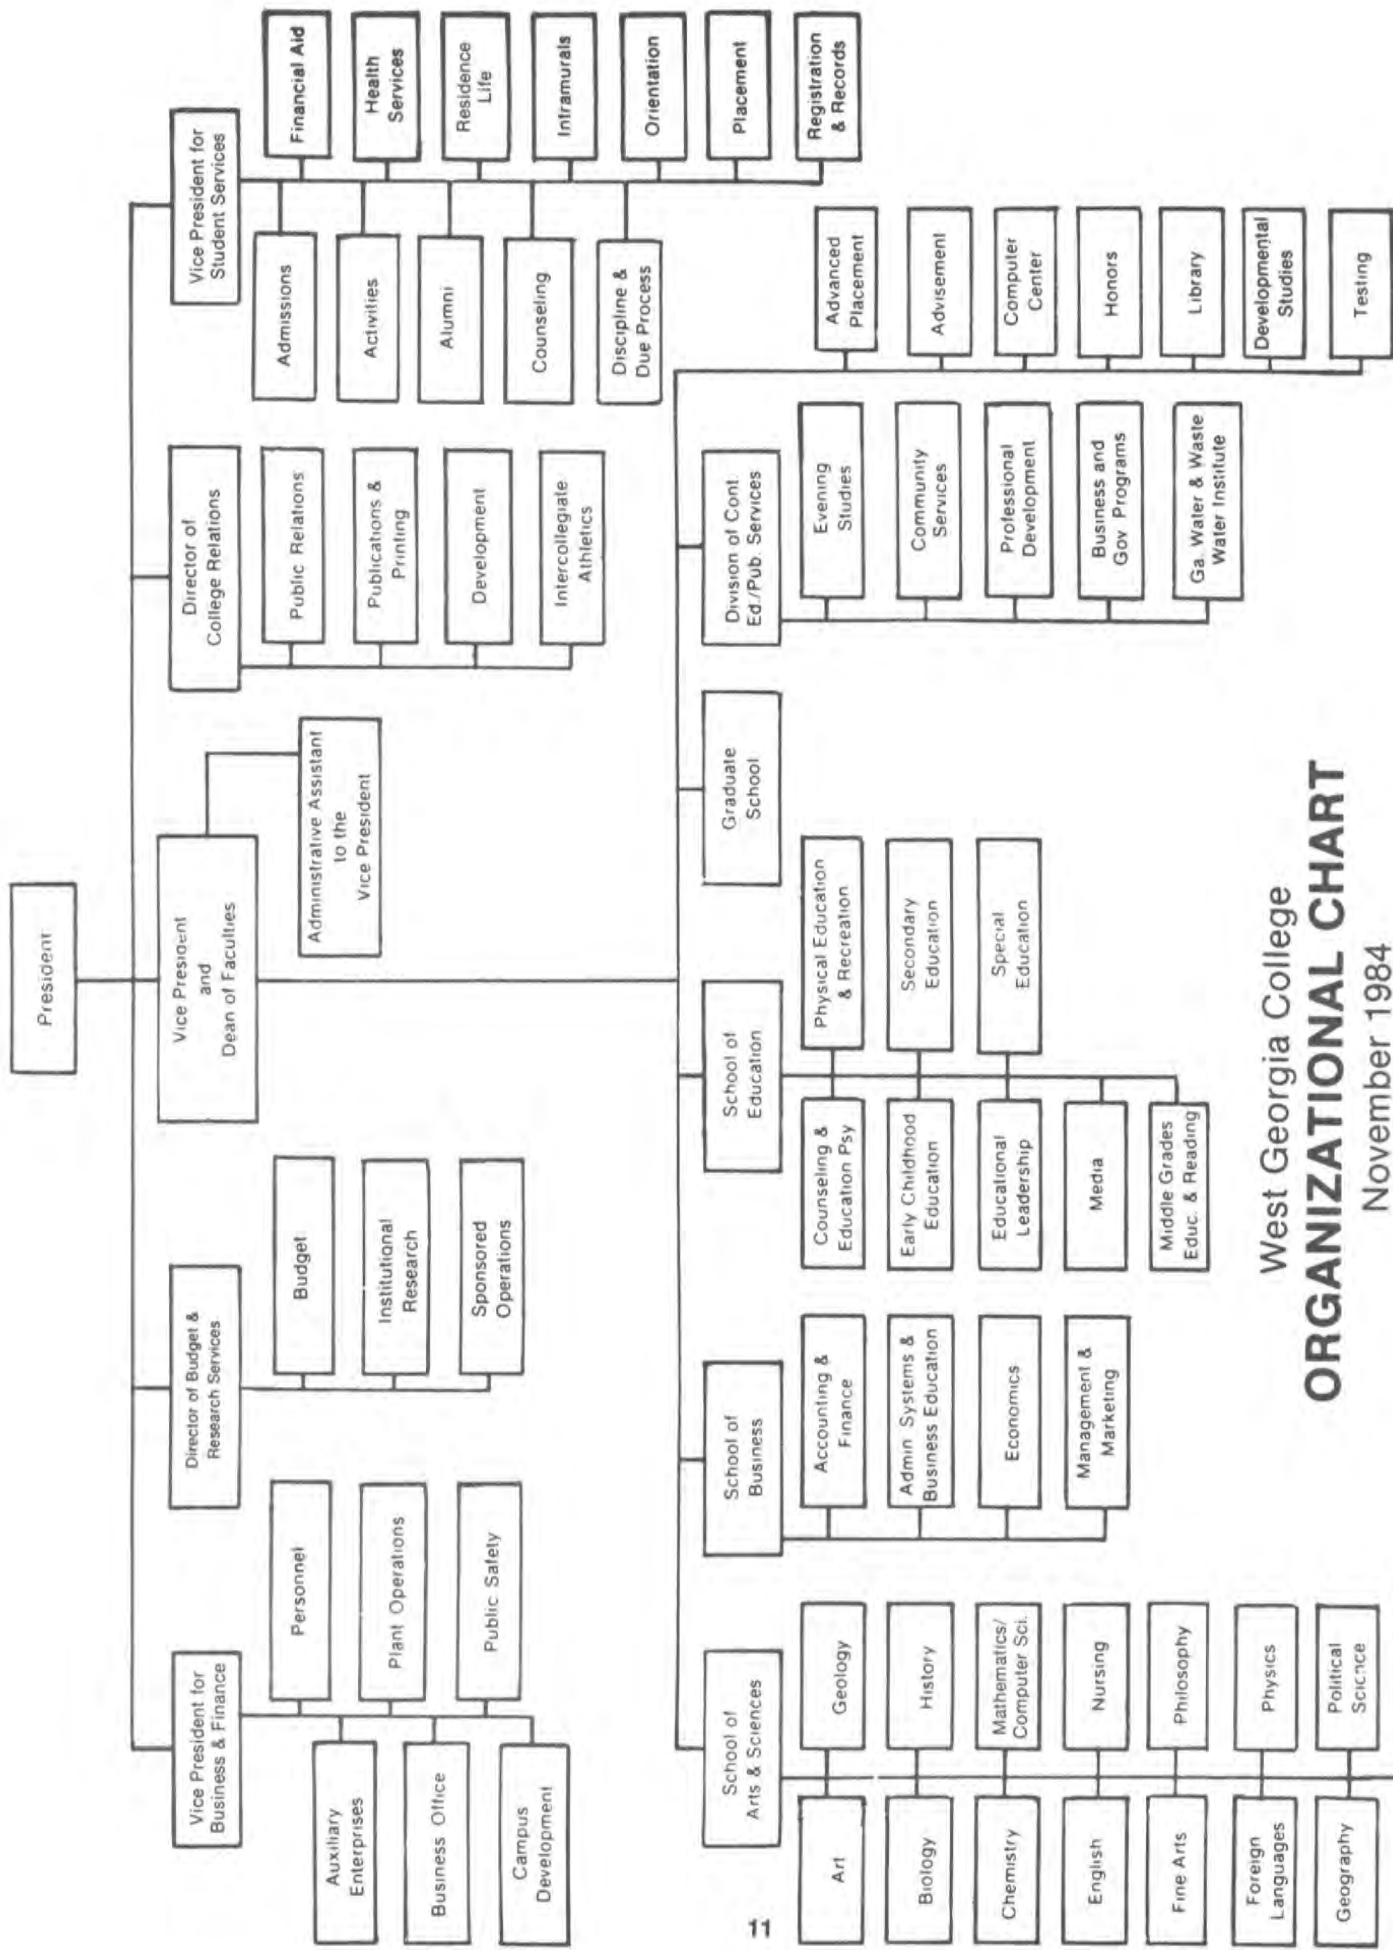 President
Vice President for
Business & Finance
Personnel
Plant Operations
Public Safety
Auxiliary
Enterprises
Business Office
Campus
Development
Director of Budget &
Research Services
Budget
Institutional
Research
Sponsored
Operations
Vice President
and
Dean of Faculties
Administrative Assistant
to the
Vice President
Director of
College Relations
Public Relations
Publications &
Printing
Development
Intercollegiate
Athletics
Vice President for
Student Services
Admissions
Activities
Alumni
Counseling
Discipline &
Due Process
Financial Aid
Health
Services
Residence
Life
Intramurals
Orientation
Placement
Registration
& Records
School of
Arts & Sciences
Art
Biology
Chemistry
English
Fine Arts
Foreign
Languages
Geography
Geology
History
Mathematics/
Computer Sci.
Nursing
Philosophy
Physics
Political
Science
School of
Business
Accounting &
Finance
Admin Systems &
Business Education
Economics
Management &
Marketing
School of
Education
Counseling &
Education Psy
Early Childhood
Education
Educational
Leadership
Media
Middle Grades
Educ. & Reading
Physical Education
& Recreation
Secondary
Education
Special
Education
Graduate
School
Division of Cont.
Ed./Pub. Services
Evening
Studies
Community
Services
Professional
Development
Business and
Gov Programs
Ga. Water & Waste
Water Institute
Advanced
Placement
Advisement
Computer
Center
Honors
Library
Developmental
Studies
Testing
West Georgia College
ORGANIZATIONAL CHART
November 1984
11